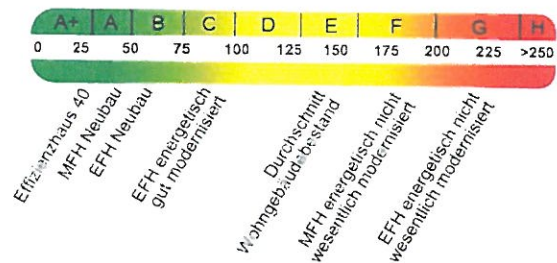 A+ A B C D E F G H
0 25 50 75 100 125 150 175 200 225 >250
Effizienzhaus 40
MFH Neubau
EFH Neubau
EFH energetisch
gut modernisiert
Durchschnitt
Wohngebäudebestand
MFH energetisch nicht
wesentlich modernisiert
EFH energetisch nicht
wesentlich modernisiert